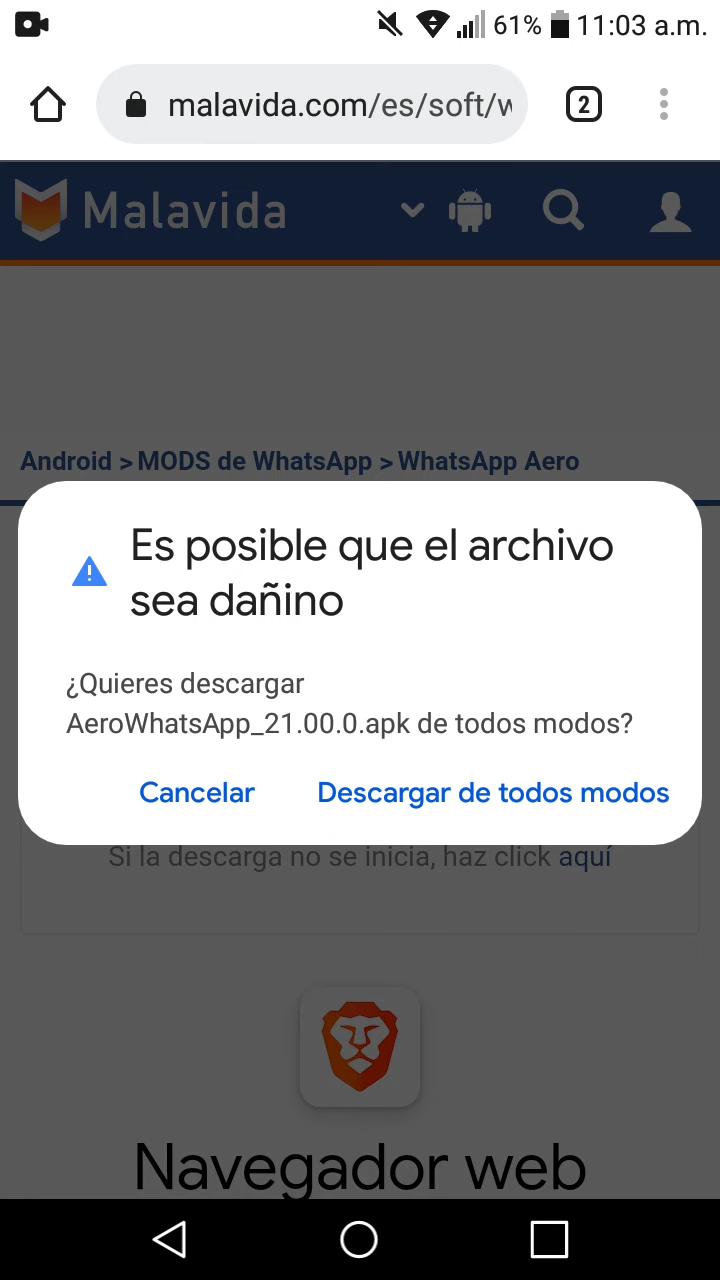 61% 11:03 a.m.
malavida.com/es/soft/w
2
Malavida
Android > MODS de WhatsApp > WhatsApp Aero
Es posible que el archivo
sea dañino
¿Quieres descargar
AeroWhatsApp_21.00.0.apk de todos modos?
Cancelar Descargar de todos modos
Si la descarga no se inicia, haz click aquí
Navegador web